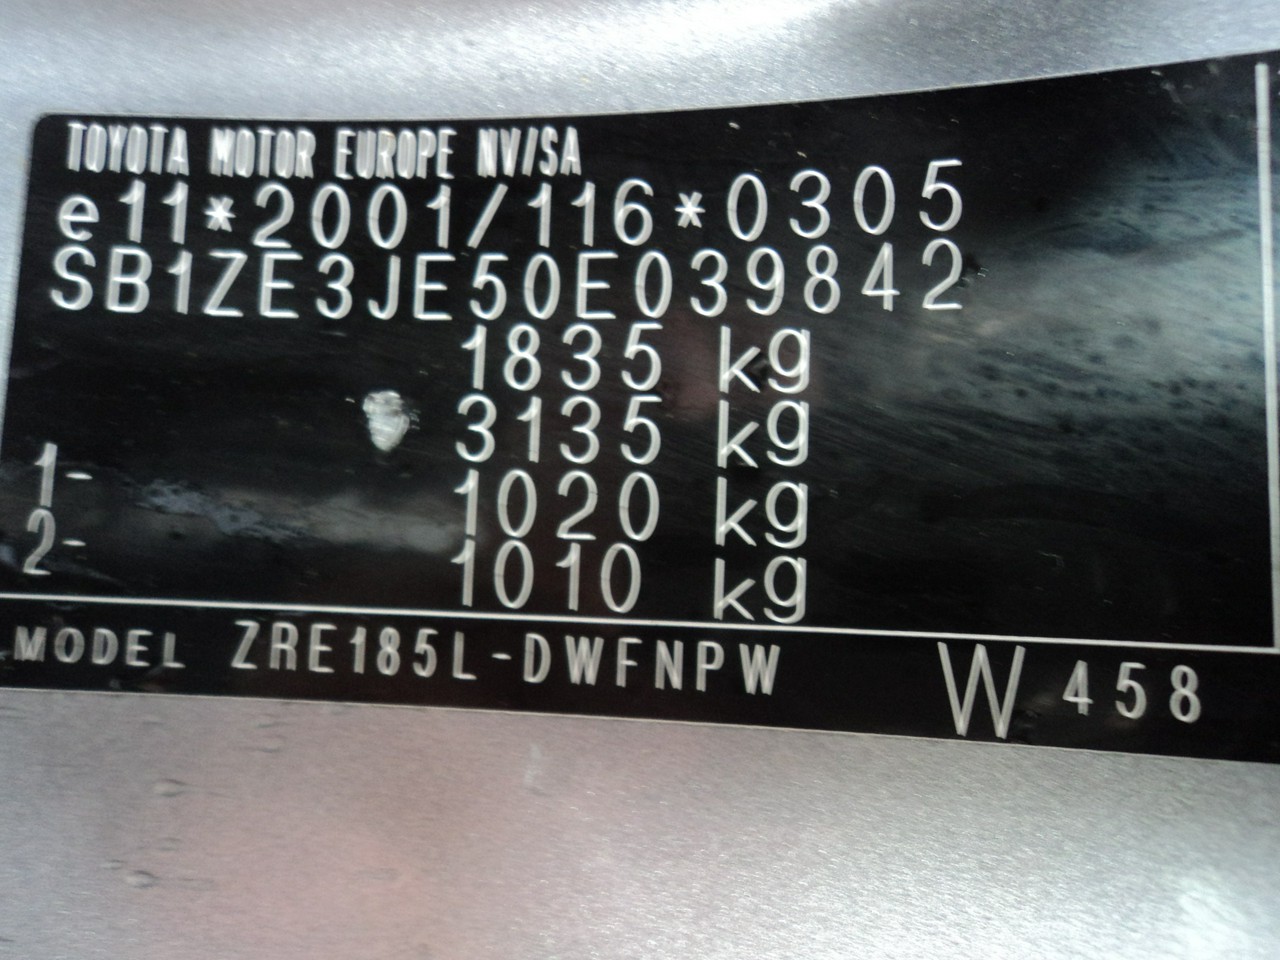 TOYOTA MOTOR EUROPE NV/SA
e11*2001/116*0305
SB1ZE3JE50E039842
1835 kg
3135 kg
1- 1020 kg
2- 1010 kg
MODEL ZRE185L-DWFNPW W458